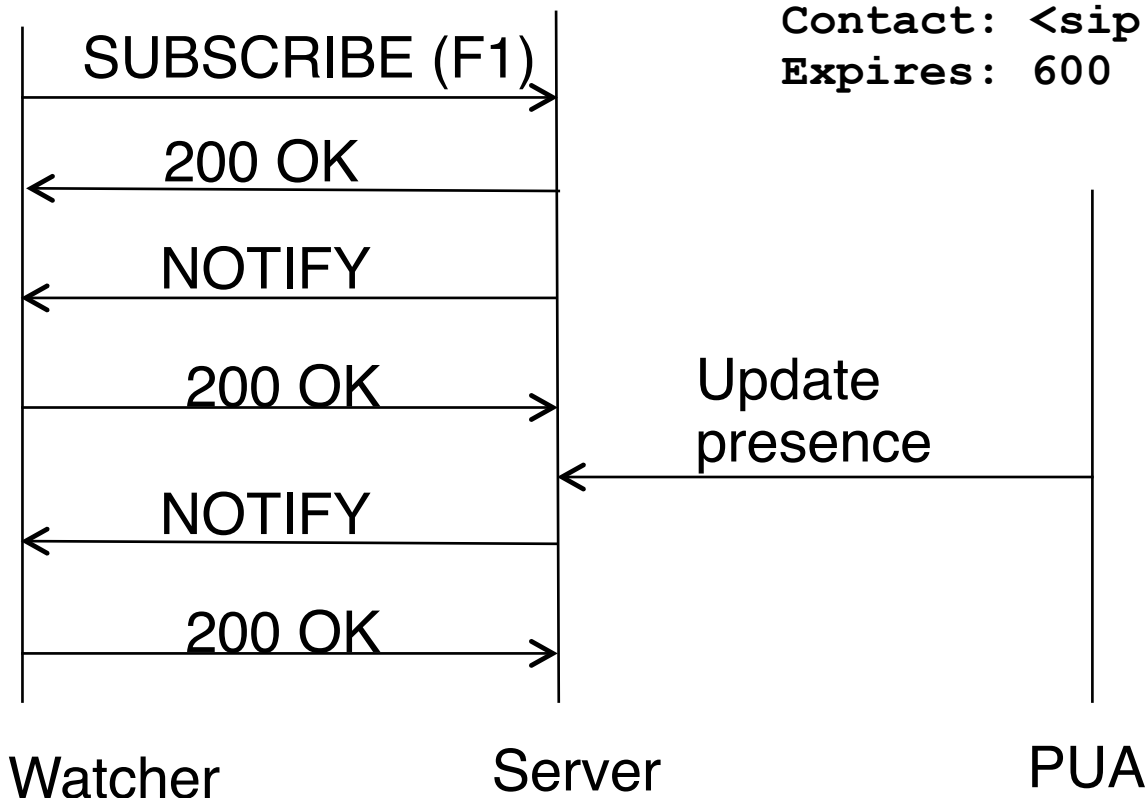 Contact: <sip
SUBSCRIBE (F1)
Expires: 600
200 OK
NOTIFY
200 OK
Update
presence
NOTIFY
200 OK
Watcher
Server
PUA